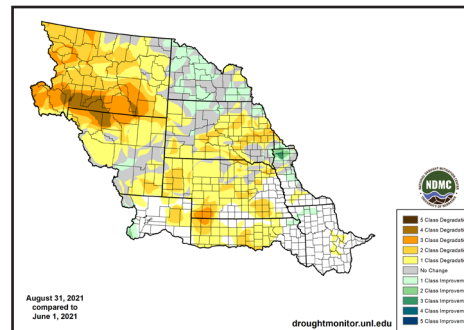 NDMC
5 Class Degradati
4 Class Degradati
3 Class Degradati
2 Class Degradati
1 Class Degradati
No Change
1 Class Improvem
2 Class Improvem
3 Class Improvem
4 Class Improvem
5 Class Improvem
August 31, 2021
compared to
June 1, 2021
droughtmonitor.unl.edu